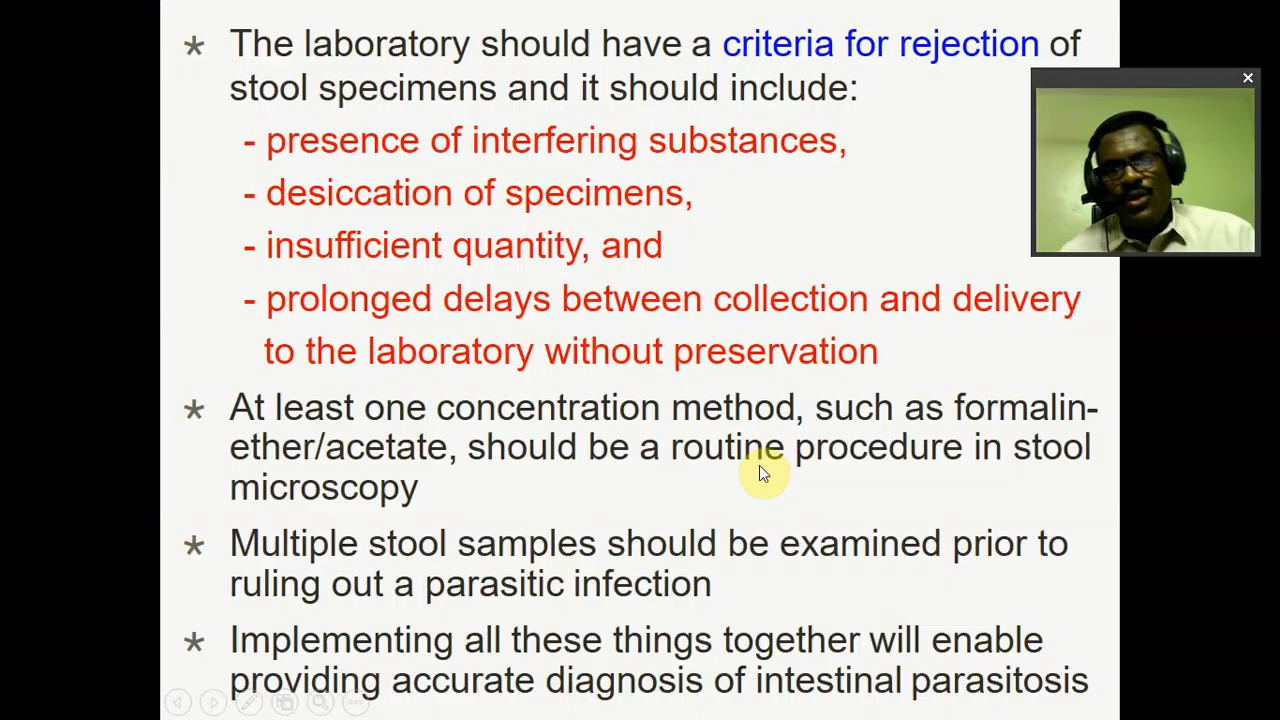 * The laboratory should have a criteria for rejection of
stool specimens and it should include:
- presence of interfering substances,
- desiccation of specimens,
- insufficient quantity, and
- prolonged delays between collection and delivery
to the laboratory without preservation
* At least one concentration method, such as formalin-
ether/acetate, should be a routine procedure in stool
microscopy
* Multiple stool samples should be examined prior to
ruling out a parasitic infection
* Implementing all these things together will enable
providing accurate diagnosis of intestinal parasitosis